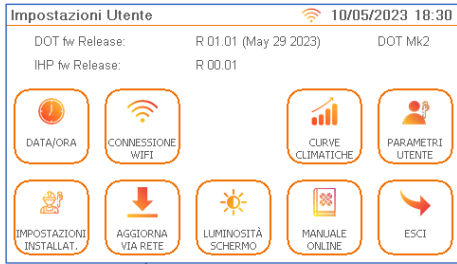 Impostazioni Utente 10/05/2023 18:30
DOT fw Release: R 01.01 (May 29 2023) DOT Mk2
IHP fw Release: R 00.01
DATA/ORA
CONNESSIONE
WIFI
CURVE
CLIMATICHE
PARAMETRI
UTENTE
IMPOSTAZIONI
INSTALLAT.
AGGIORNA
VIA RETE
LUMINOSITÀ
SCHERMO
MANUALE
ONLINE
ESCI